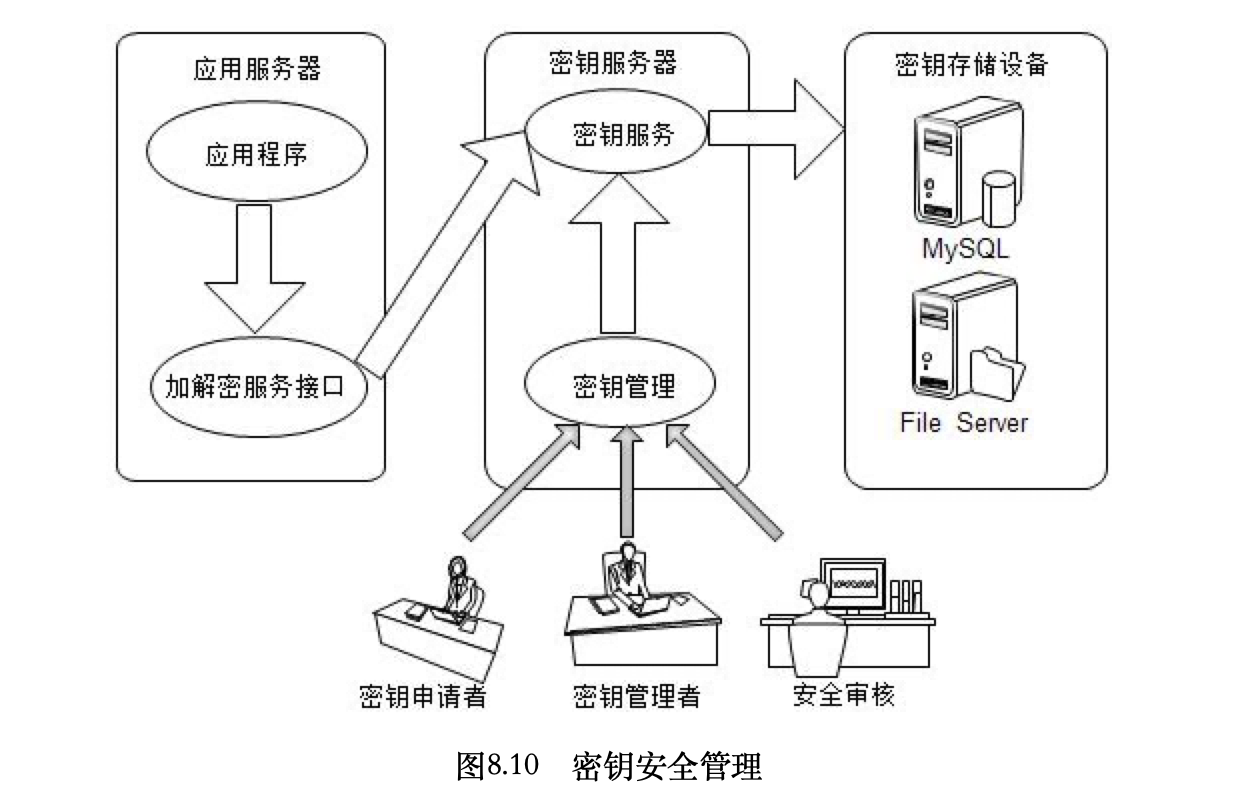 应用服务器
应用程序
加解密服务接口
密钥服务器
密钥服务
密钥管理
密钥存储设备
MySQL
File Server
密钥申请者
密钥管理者
安全审核
图8.10 密钥安全管理